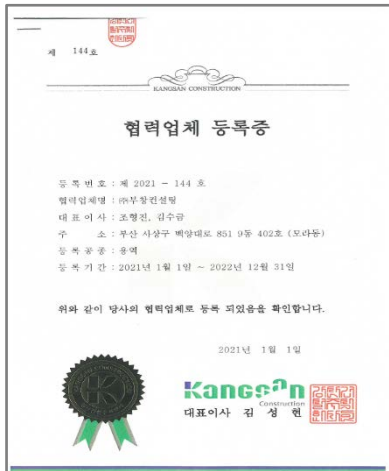 제 144호
KANGSAN CONSTRUCTION
협력업체 등록증
등 록 번 호 : 제 2021 - 144 호
협력업체명 : ㈜부창컨설팅
대 표 이 사 : 조형진, 김수금
주 소 : 부산 사상구 백양대로 851 9동 402호 (모라동)
등 록 공 종 : 용역
등 록 기 간 : 2021년 1월 1일 ~ 2022년 12월 31일
위와 같이 당사의 협력업체로 등록 되었음을 확인합니다.
2021년 1월 1일
Kangsan
Construction
대표이사 김 성 현